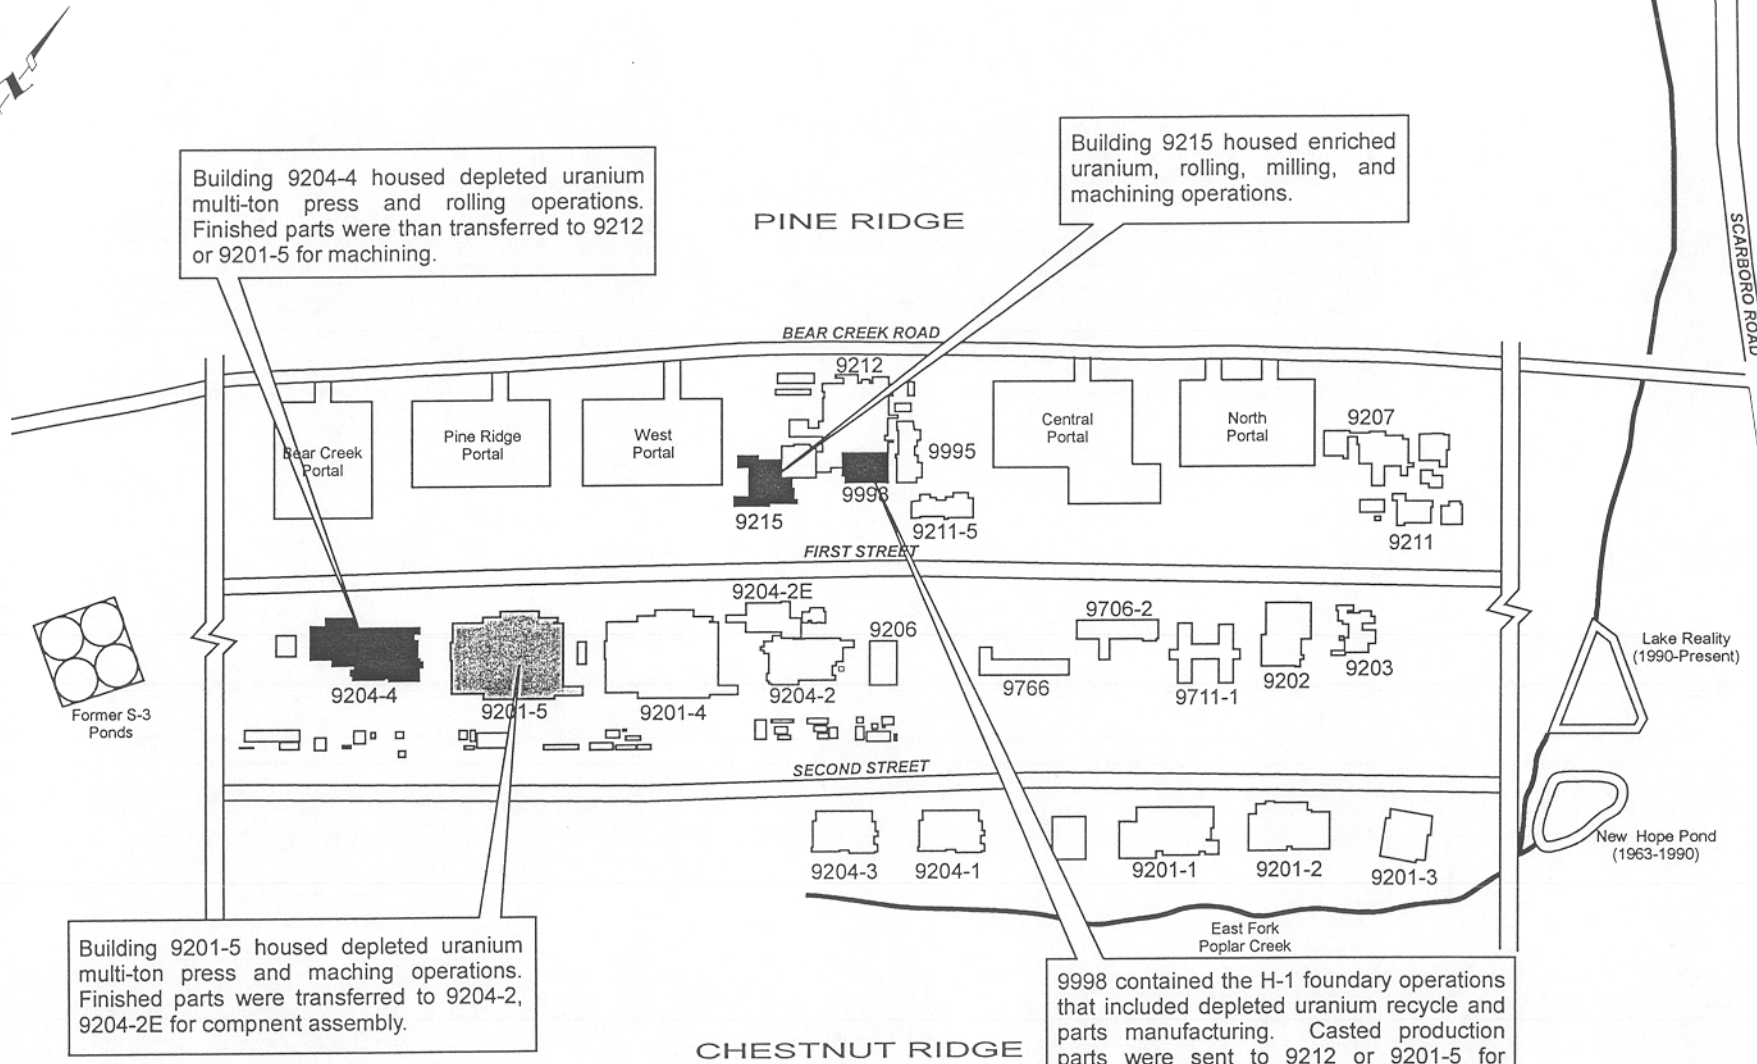 Building 9204-4 housed depleted uranium
multi-ton press and rolling operations.
Finished parts were than transferred to 9212
or 9201-5 for machining.
Building 9215 housed enriched
uranium, rolling, milling, and
machining operations.
PINE RIDGE
SCARBORO ROAD
BEAR CREEK ROAD
9212
Bear Creek
Portal
Pine Ridge
Portal
West
Portal
Central
Portal
North
Portal
9207
9995
9998
9215
9211-5
9211
FIRST STREET
9204-2E
9706-2
9206
Lake Reality
(1990-Present)
9203
9202
9766
9711-1
9204-4
9201-5
9201-4
9204-2
Former S-3
Ponds
SECOND STREET
New Hope Pond
(1963-1990)
9204-3
9204-1
9201-1
9201-2
9201-3
East Fork
Poplar Creek
Building 9201-5 housed depleted uranium
multi-ton press and maching operations.
Finished parts were transferred to 9204-2,
9204-2E for compnent assembly.
9998 contained the H-1 foundary operations
that included depleted uranium recycle and
parts manufacturing. Casted production
parts were sent to 9212 or 9201-5 for
CHESTNUT RIDGE